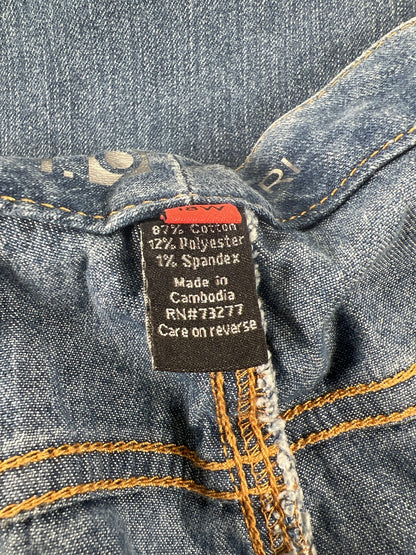 87% Cotton
12% Polyester
1% Spandex
Made in
Cambodia
RN#73277
Care on reverse